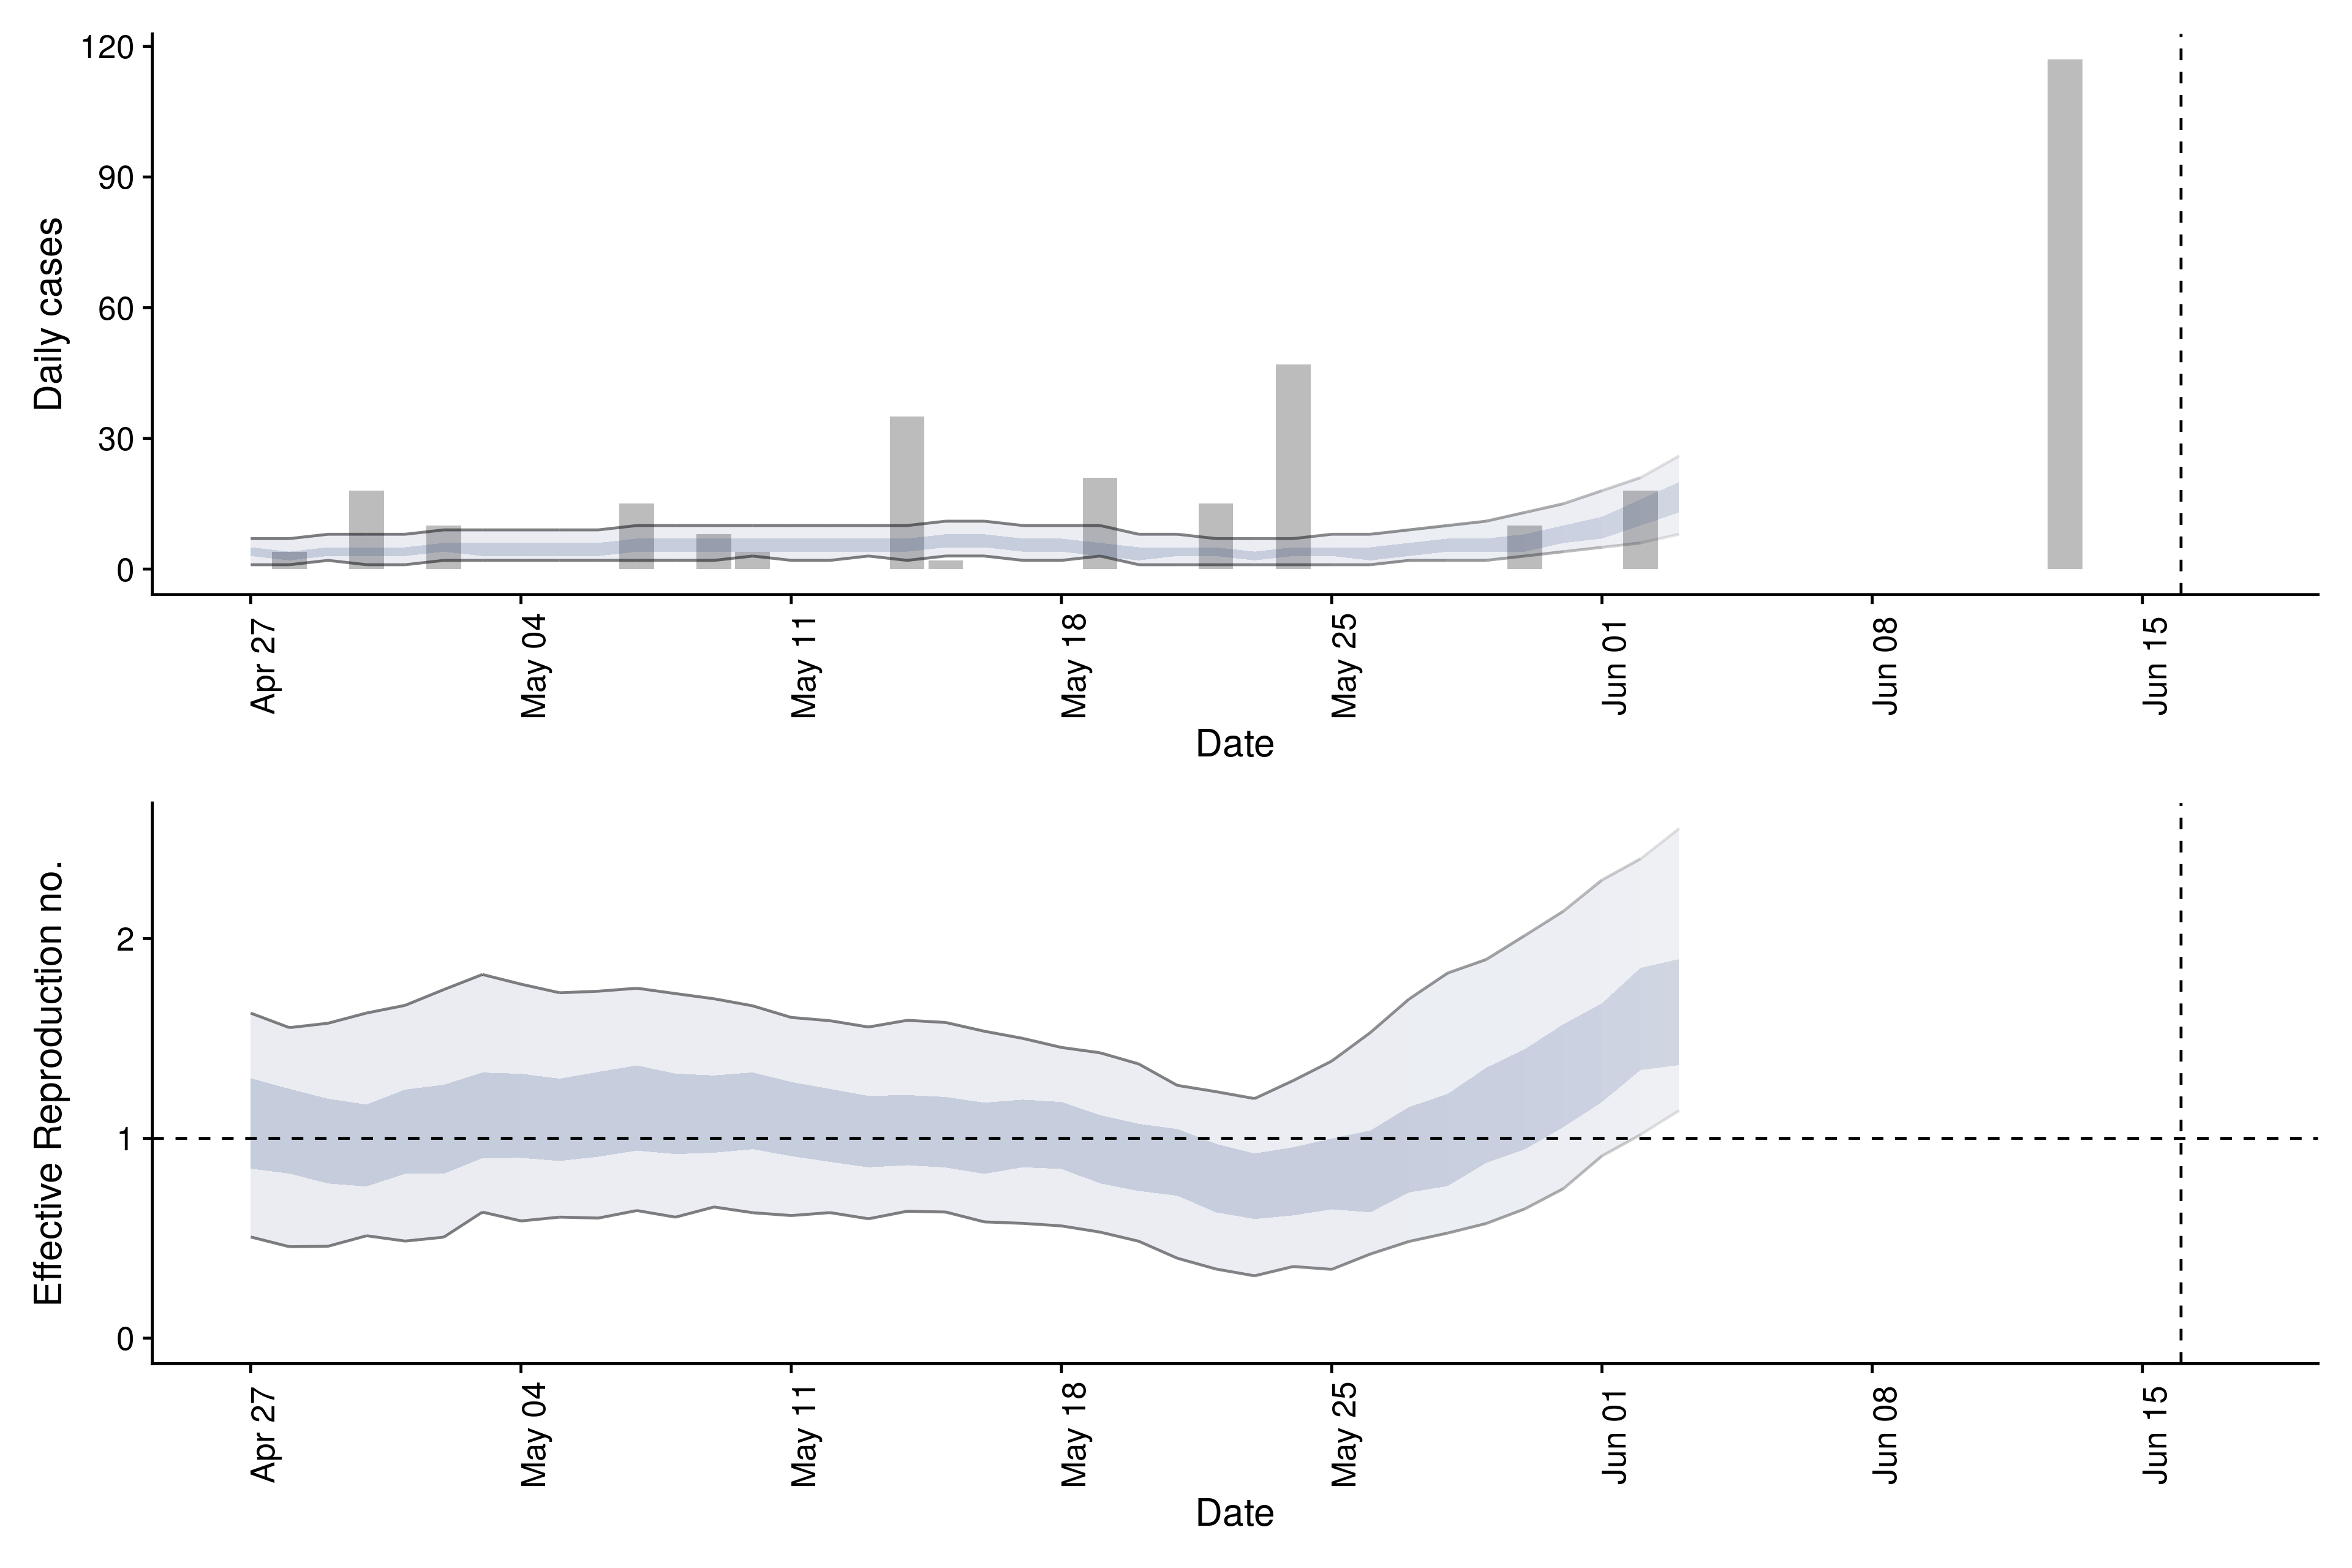 Daily cases
120
90
60
30
0
Apr 27
May 04
May 11
May 18
May 25
Jun 01
Jun 08
Jun 15
Date
Effective Reproduction no.
2
1
0
Apr 27
May 04
May 11
May 18
May 25
Jun 01
Jun 08
Jun 15
Date